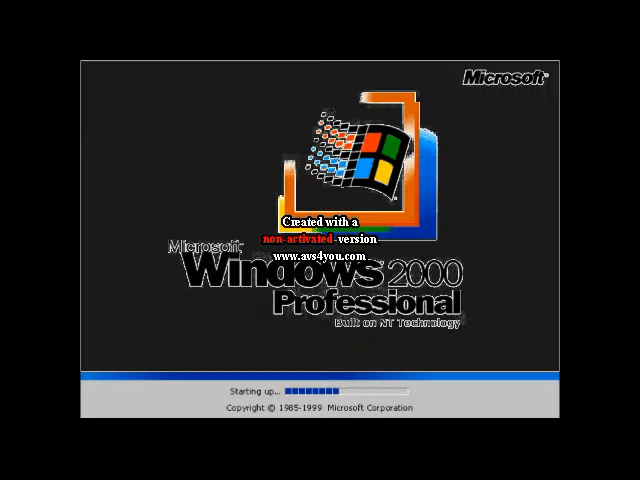 Microsoft
Created with a
non-activated version
www.avs4you.com
Microsoft
Windows 2000
Professional
Built on NT Technology
Starting up...
Copyright © 1985-1999 Microsoft Corporation